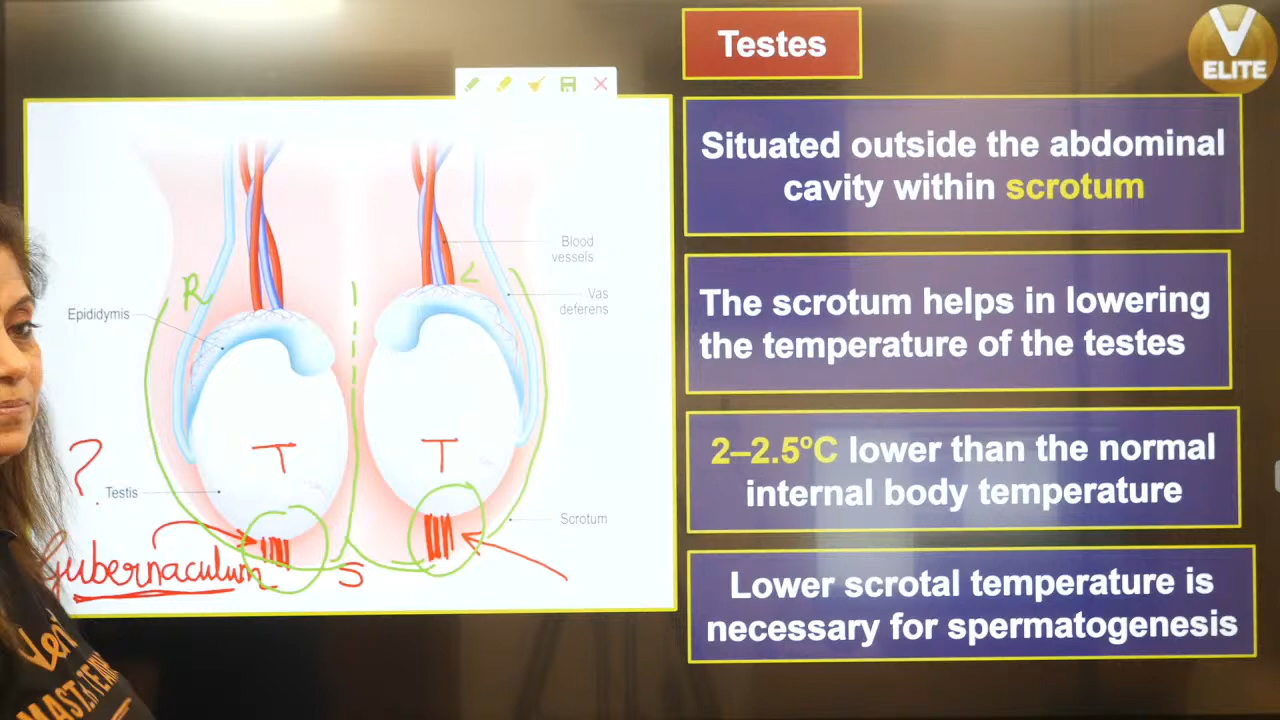 Testes
V
ELITE
Situated outside the abdominal
cavity within scrotum
The scrotum helps in lowering
the temperature of the testes
2–2.5ºC lower than the normal
internal body temperature
Lower scrotal temperature is
necessary for spermatogenesis
Blood
vessels
R
L
Vas
deferens
Epididymis
T
T
?
Testis
Scrotum
Gubernaculum
S